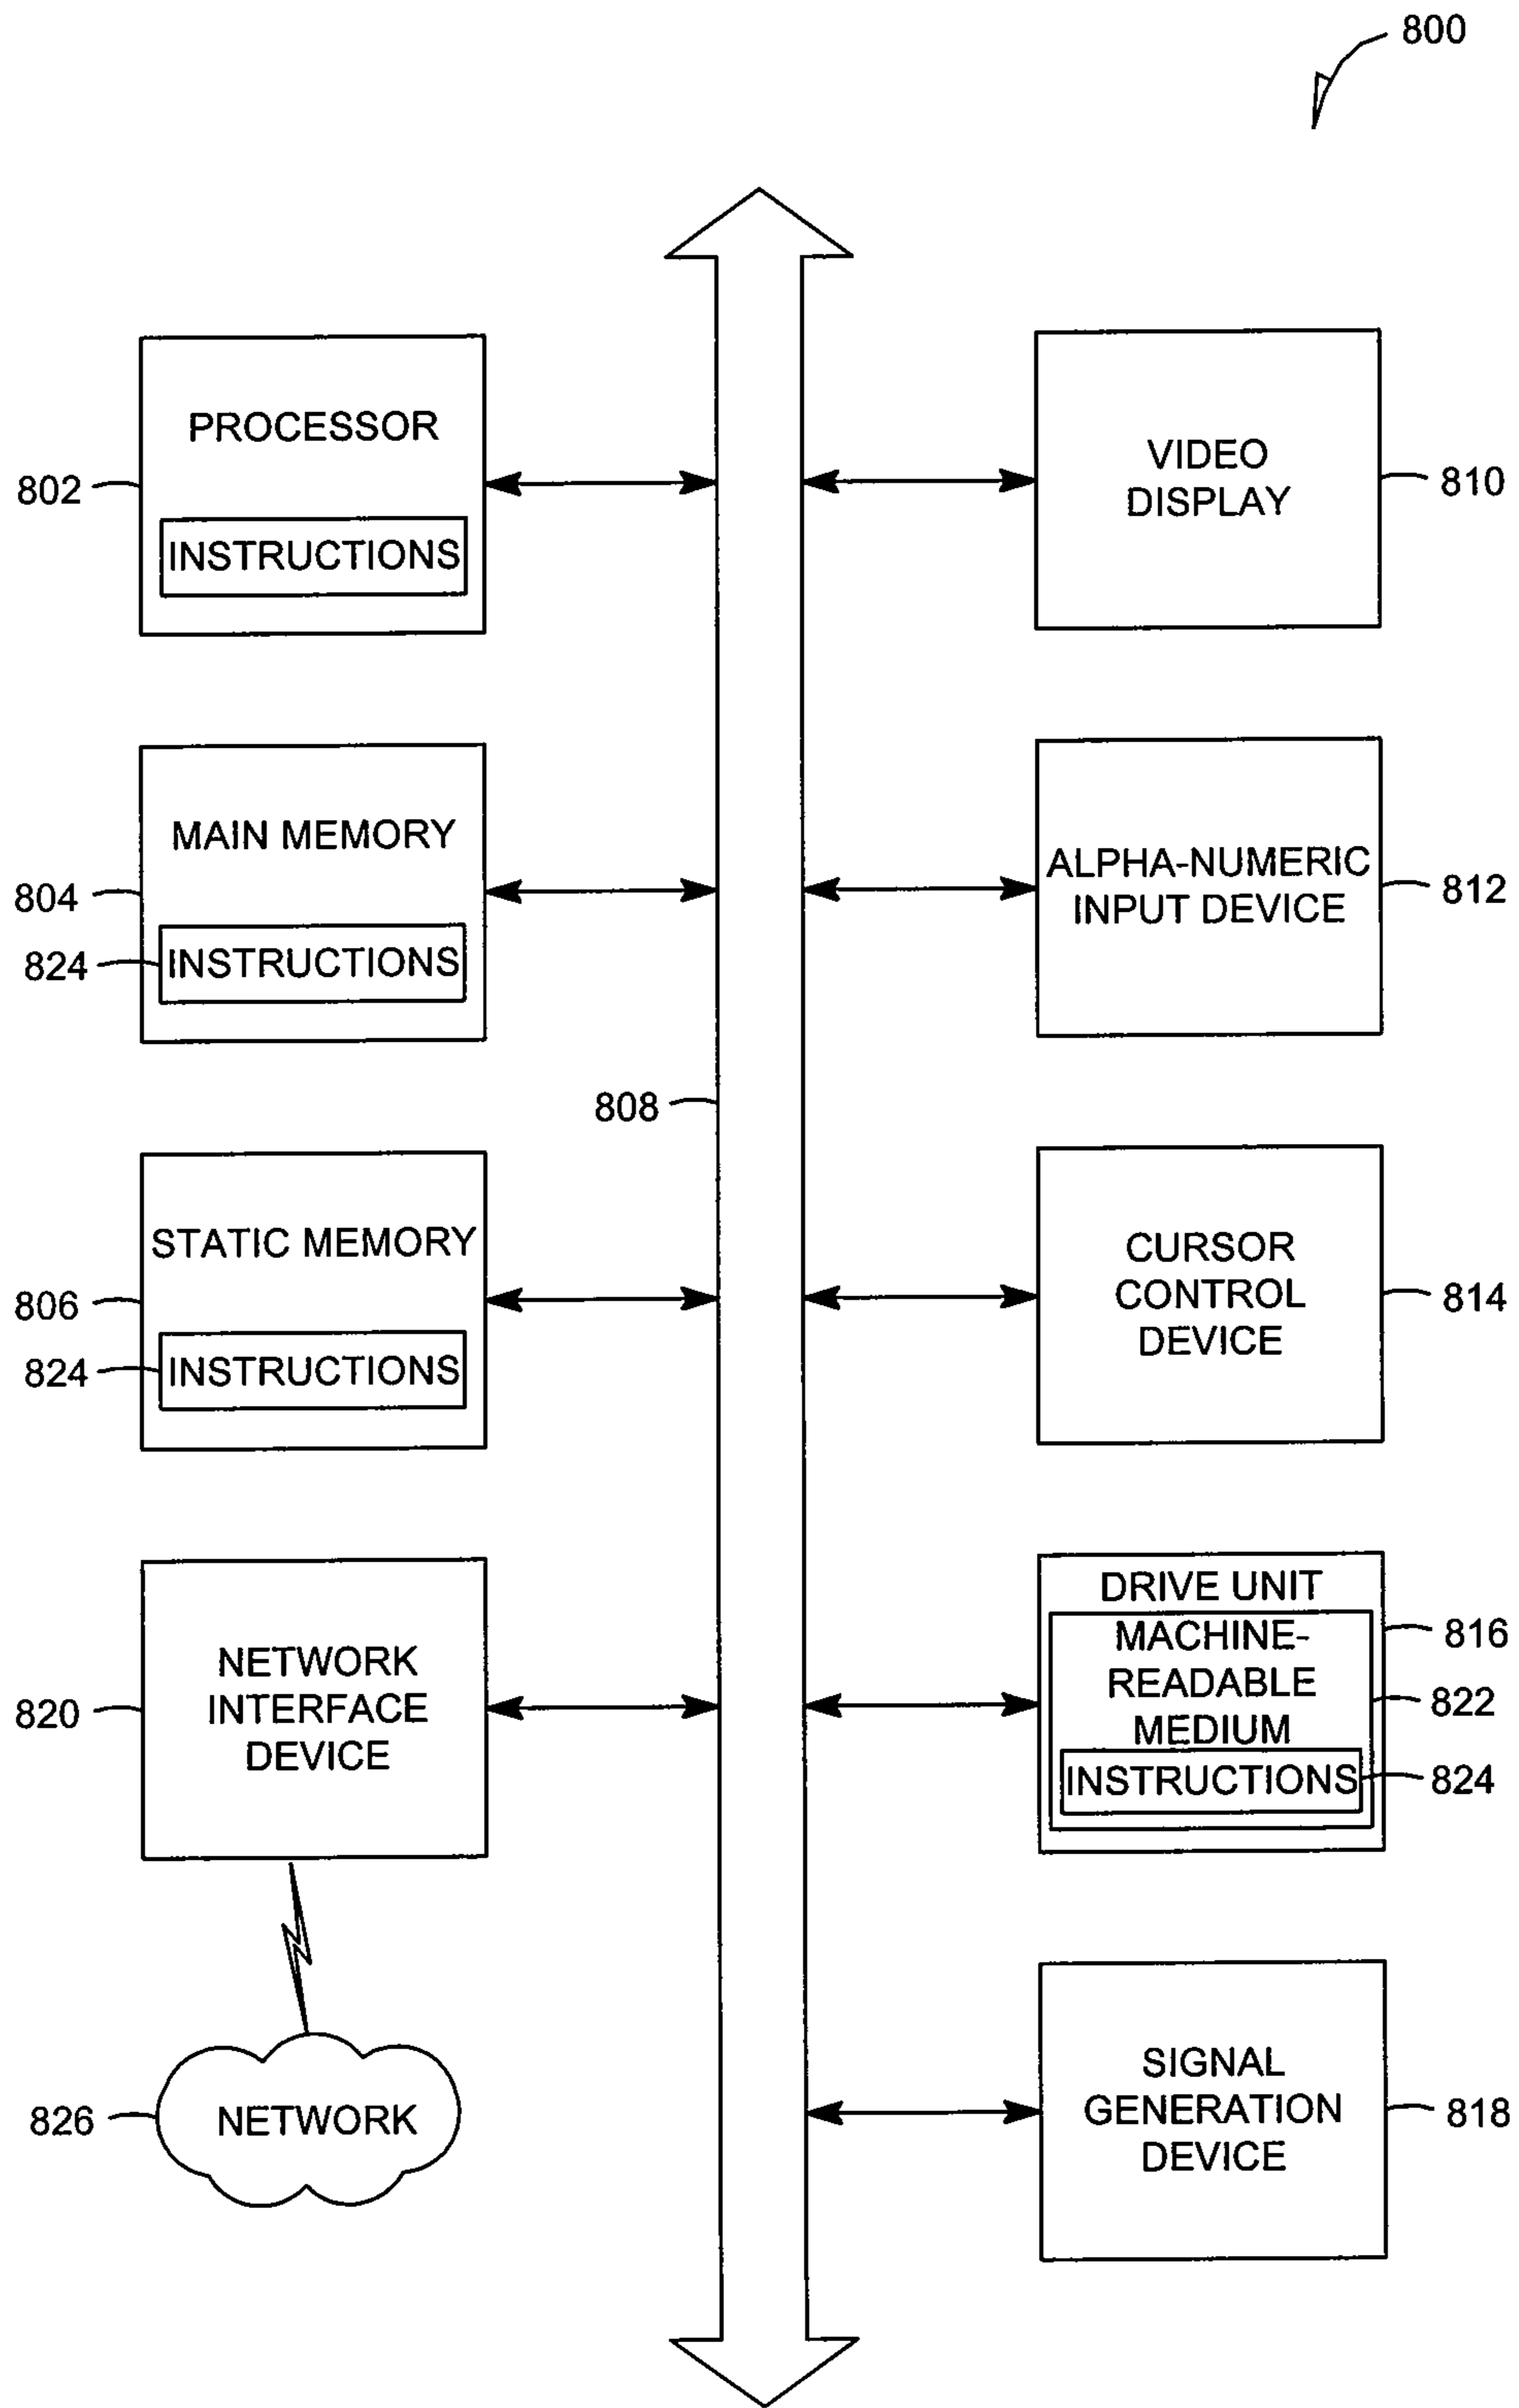 800
PROCESSOR
802
INSTRUCTIONS
VIDEO
DISPLAY
810
MAIN MEMORY
804
824
INSTRUCTIONS
ALPHA-NUMERIC
INPUT DEVICE
812
808
STATIC MEMORY
806
824
INSTRUCTIONS
CURSOR
CONTROL
DEVICE
814
NETWORK
INTERFACE
DEVICE
820
DRIVE UNIT
816
MACHINE-
READABLE
MEDIUM
822
INSTRUCTIONS
824
826
NETWORK
SIGNAL
GENERATION
DEVICE
818